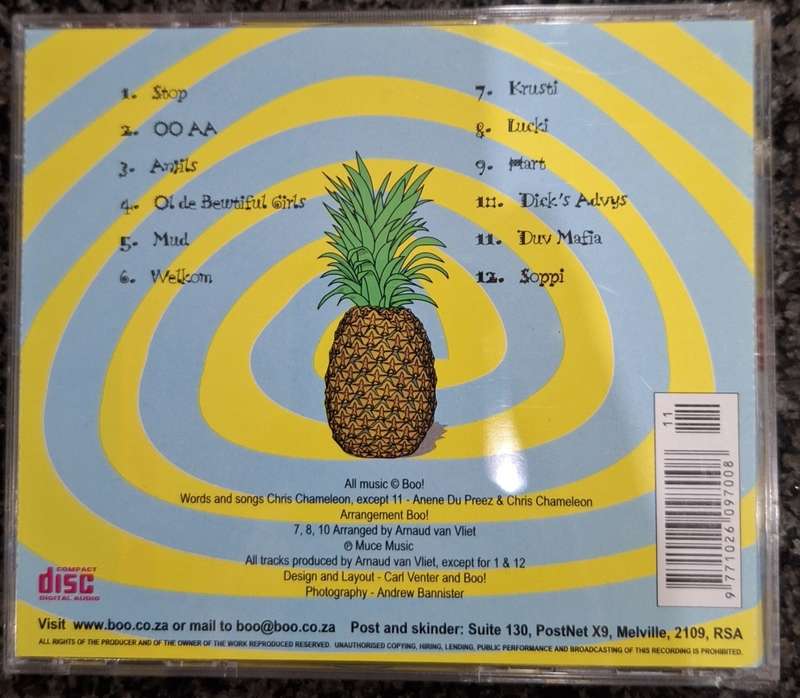 1. Stop
2. OO AA
3. Anjils
4. Ol de Bewtiful Girls
5. Mud
6. Welkom
7. Krusti
8. Lucki
9. Hart
10. Dick's Advys
11. Duv Mafia
12. Soppi
All music © Boo!
Words and songs Chris Chameleon, except 11 - Anene Du Preez & Chris Chameleon
Arrangement Boo!
7, 8, 10 Arranged by Arnaud van Vliet
℗ Muce Music
All tracks produced by Arnaud van Vliet, except for 1 & 12
Design and Layout - Carl Venter and Boo!
Photography - Andrew Bannister
COMPACT
disc
DIGITAL AUDIO
11
9 771026 097008
Visit www.boo.co.za or mail to boo@boo.co.za Post and skinder: Suite 130, PostNet X9, Melville, 2109, RSA
ALL RIGHTS OF THE PRODUCER AND OF THE OWNER OF THE WORK REPRODUCED RESERVED. UNAUTHORISED COPYING, HIRING, LENDING, PUBLIC PERFORMANCE AND BROADCASTING OF THIS RECORDING IS PROHIBITED.